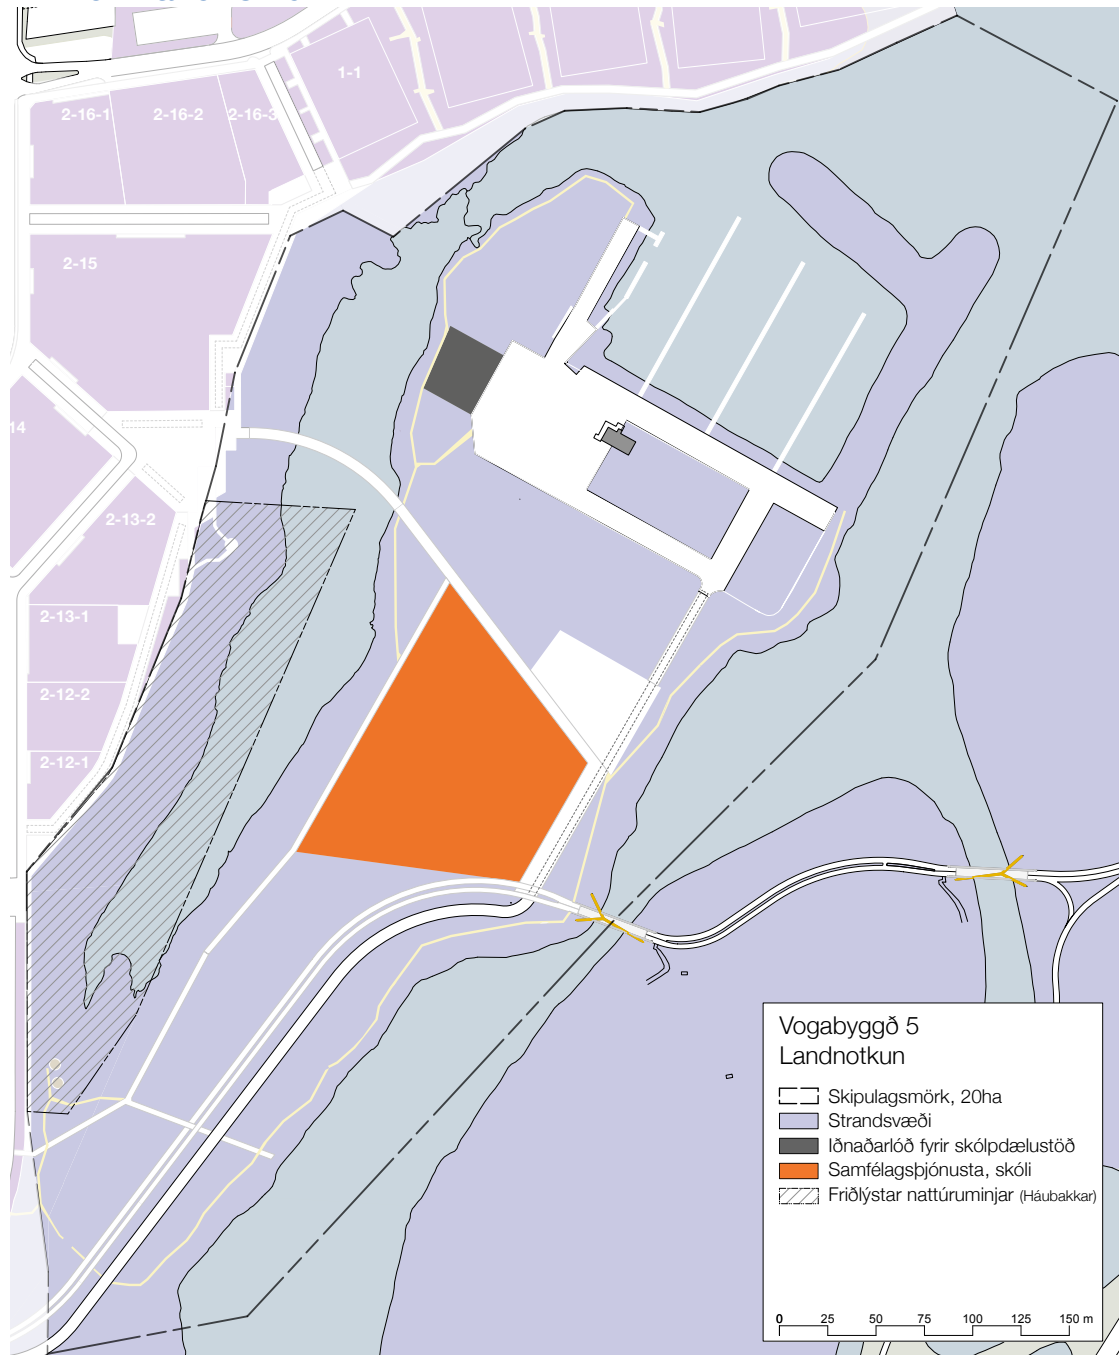 1-1
2-16-1
2-16-2
2-16-3
2-15
14
2-13-2
2-13-1
2-12-2
2-12-1
Vogabyggð 5
Landnotkun
Skipulagsmörk, 20ha
Strandsvæði
Iðnaðarlóð fyrir skólpdælustöð
Samfélagsþjónusta, skóli
Friðlýstar nattúruminjar (Háubakkar)
0 25 50 75 100 125 150 m